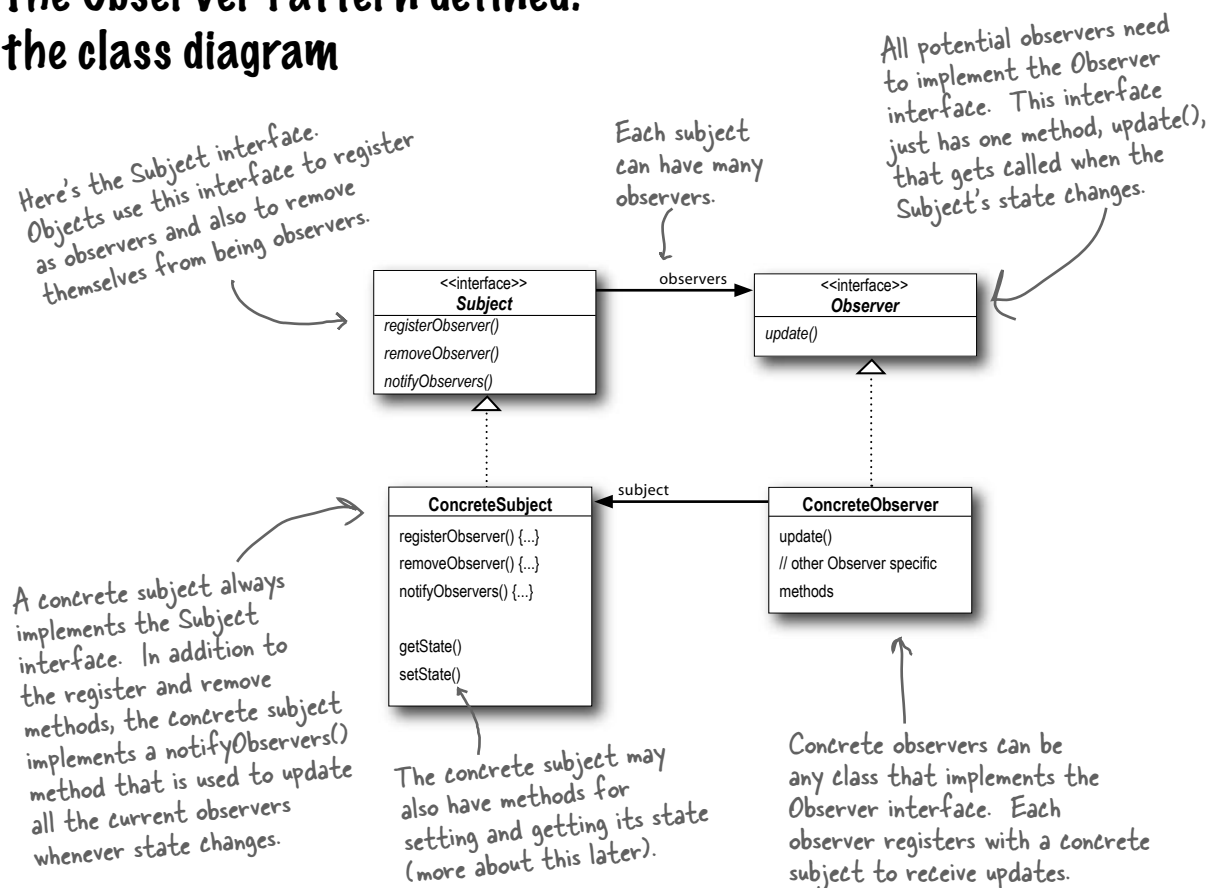 The Observer Pattern defined:
the class diagram
All potential observers need
to implement the Observer
interface. This interface
just has one method, update(),
that gets called when the
Subject's state changes.
Each subject
can have many
observers.
Here's the Subject interface.
Objects use this interface to register
as observers and also to remove
themselves from being observers.
<<interface>>
Subject
registerObserver()
removeObserver()
notifyObservers()
observers
<<interface>>
Observer
update()
ConcreteSubject
registerObserver() {...}
removeObserver() {...}
notifyObservers() {...}
getState()
setState()
subject
ConcreteObserver
update()
// other Observer specific
methods
A concrete subject always
implements the Subject
interface. In addition to
the register and remove
methods, the concrete subject
implements a notifyObservers()
method that is used to update
all the current observers
whenever state changes.
The concrete subject may
also have methods for
setting and getting its state
(more about this later).
Concrete observers can be
any class that implements the
Observer interface. Each
observer registers with a concrete
subject to receive updates.